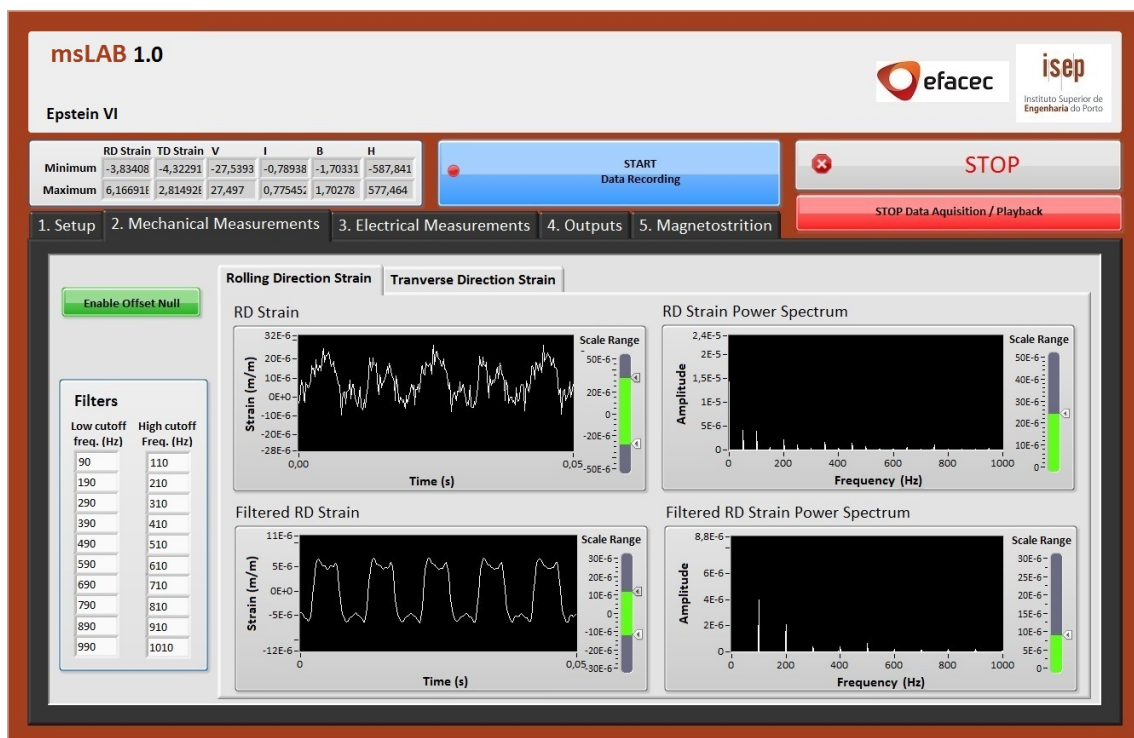 msLAB 1.0
Epstein VI
efacec
isep
Instituto Superior de
Engenharia do Porto
RD Strain TD Strain V I B H
Minimum -3,83408 -4,32291 -27,5393 -0,78938 -1,70331 -587,841
Maximum 6,16691E 2,81492E 27,497 0,775452 1,70278 577,464
START
Data Recording
STOP
STOP Data Aquisition / Playback
1. Setup 2. Mechanical Measurements 3. Electrical Measurements 4. Outputs 5. Magnetostrition
Enable Offset Null
Filters
Low cutoff High cutoff
freq. (Hz) Freq. (Hz)
90 110
190 210
290 310
390 410
490 510
590 610
690 710
790 810
890 910
990 1010
Rolling Direction Strain Tranverse Direction Strain
RD Strain
Strain (m/m)
32E-6
20E-6
10E-6
0E+0
-10E-6
-20E-6
-28E-6
0,00 0,05
Time (s)
Scale Range
50E-6
20E-6
0
-20E-6
-50E-6
RD Strain Power Spectrum
Amplitude
2,4E-5
2E-5
1,5E-5
1E-5
5E-6
0
0 200 400 600 800 1000
Frequency (Hz)
Scale Range
50E-6
40E-6
30E-6
20E-6
10E-6
0
Filtered RD Strain
Strain (m/m)
11E-6
5E-6
0E+0
-5E-6
-12E-6
0 0,05
Time (s)
Scale Range
30E-6
20E-6
10E-6
0
-10E-6
-20E-6
-30E-6
Filtered RD Strain Power Spectrum
Amplitude
8,8E-6
6E-6
4E-6
2E-6
0
0 200 400 600 800 1000
Frequency (Hz)
Scale Range
30E-6
25E-6
20E-6
15E-6
10E-6
5E-6
0